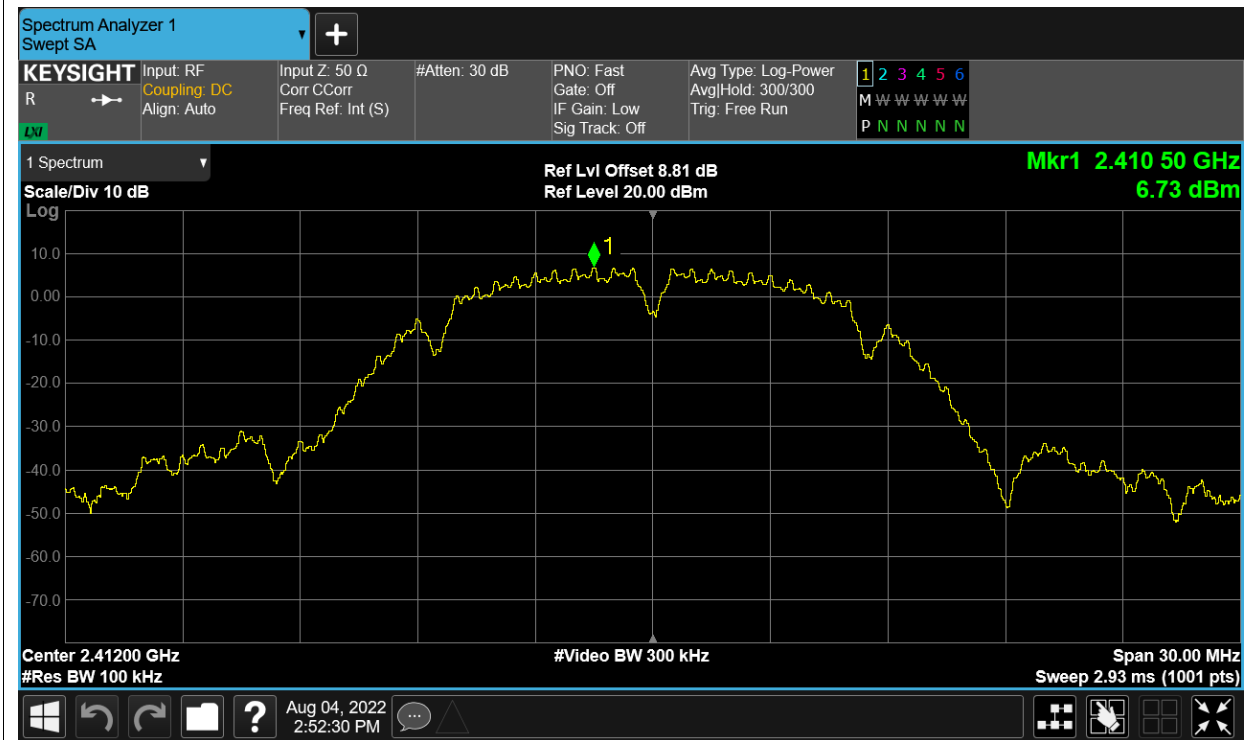 Spectrum Analyzer 1
Swept SA
+
KEYSIGHT
R
LXI
Input: RF
Coupling: DC
Align: Auto
Input Z: 50 Ω
Corr CCorr
Freq Ref: Int (S)
#Atten: 30 dB
PNO: Fast
Gate: Off
IF Gain: Low
Sig Track: Off
Avg Type: Log-Power
Avg|Hold: 300/300
Trig: Free Run
1 2 3 4 5 6
M W W W W W
P N N N N N
1 Spectrum
Scale/Div 10 dB
Ref Lvl Offset 8.81 dB
Ref Level 20.00 dBm
Mkr1 2.410 50 GHz
6.73 dBm
Log
1
10.0
0.00
-10.0
-20.0
-30.0
-40.0
-50.0
-60.0
-70.0
Center 2.41200 GHz
#Res BW 100 kHz
#Video BW 300 kHz
Span 30.00 MHz
Sweep 2.93 ms (1001 pts)
?
Aug 04, 2022
2:52:30 PM